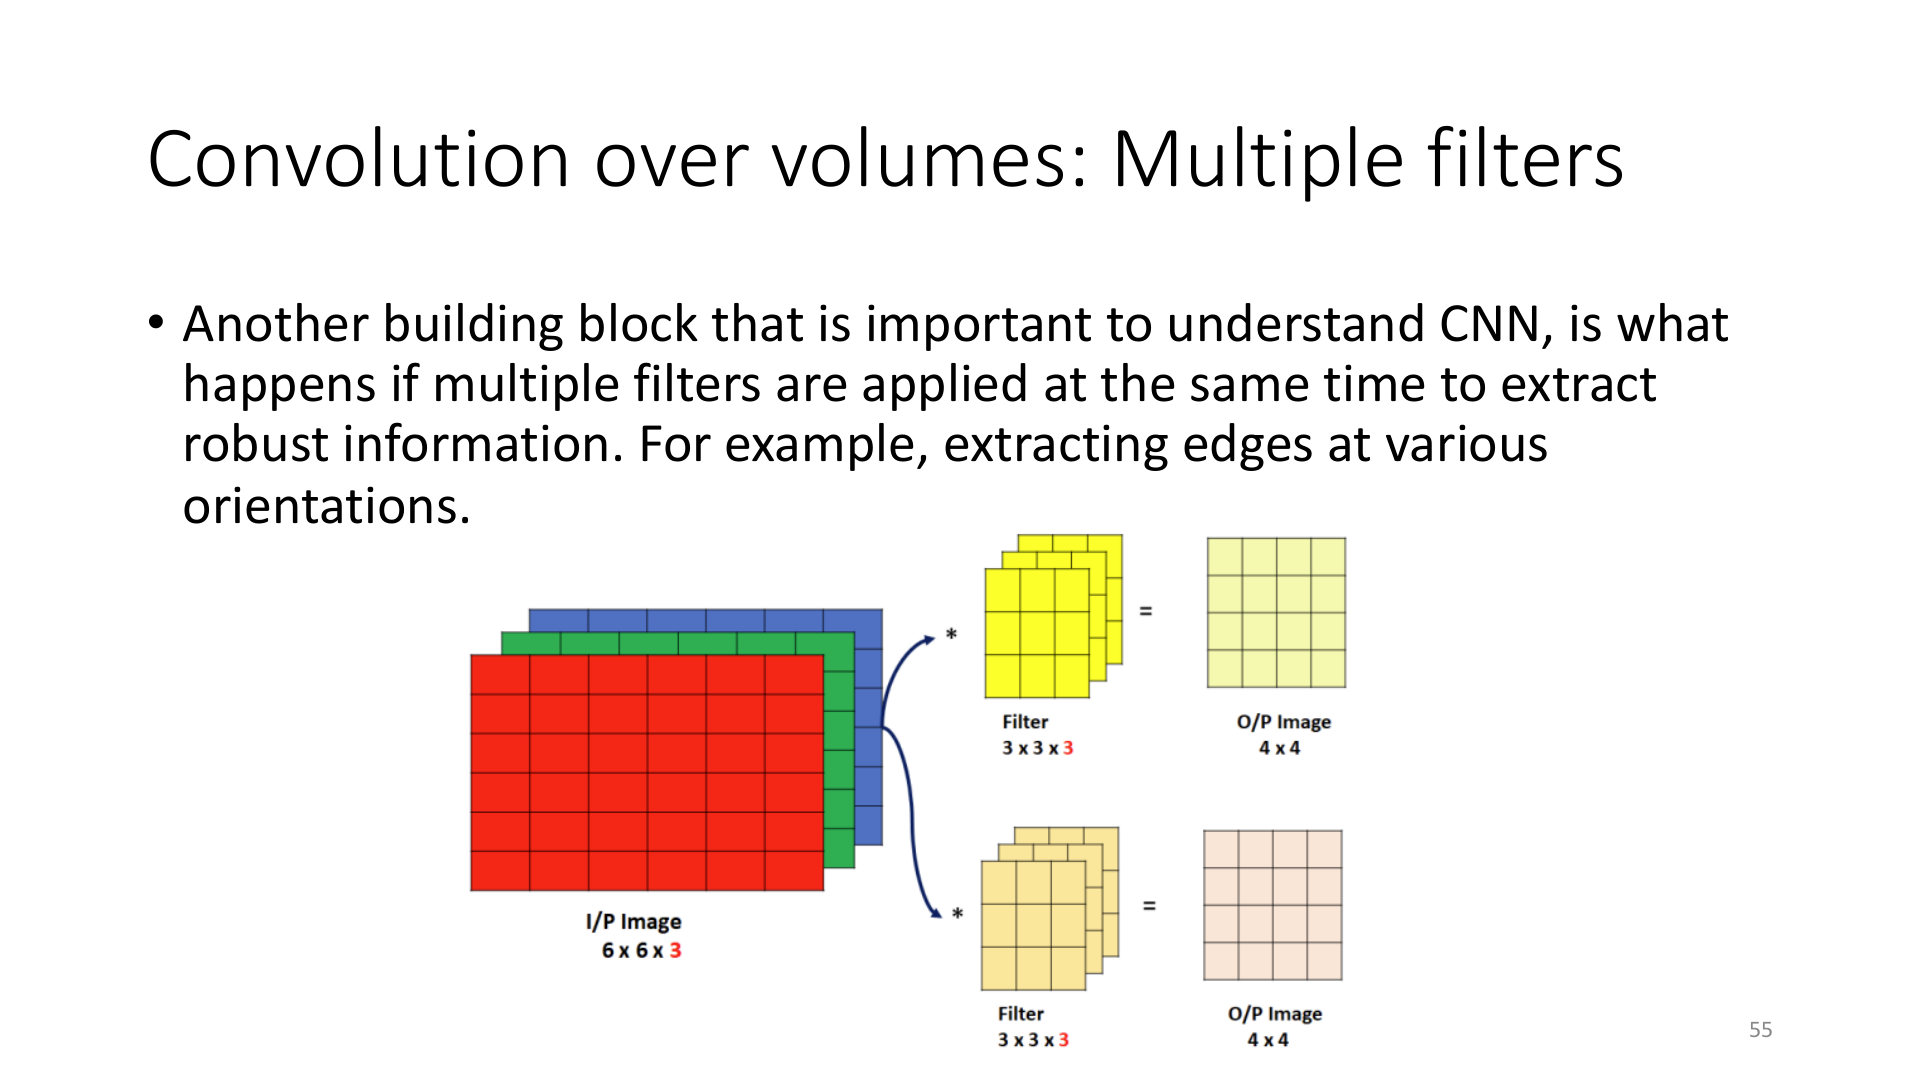 Convolution over volumes: Multiple filters
• Another building block that is important to understand CNN, is what
happens if multiple filters are applied at the same time to extract
robust information. For example, extracting edges at various
orientations.
*
=
Filter
3 x 3 x 3
O/P Image
4 x 4
I/P Image
6 x 6 x 3
*
=
Filter
3 x 3 x 3
O/P Image
4 x 4
55